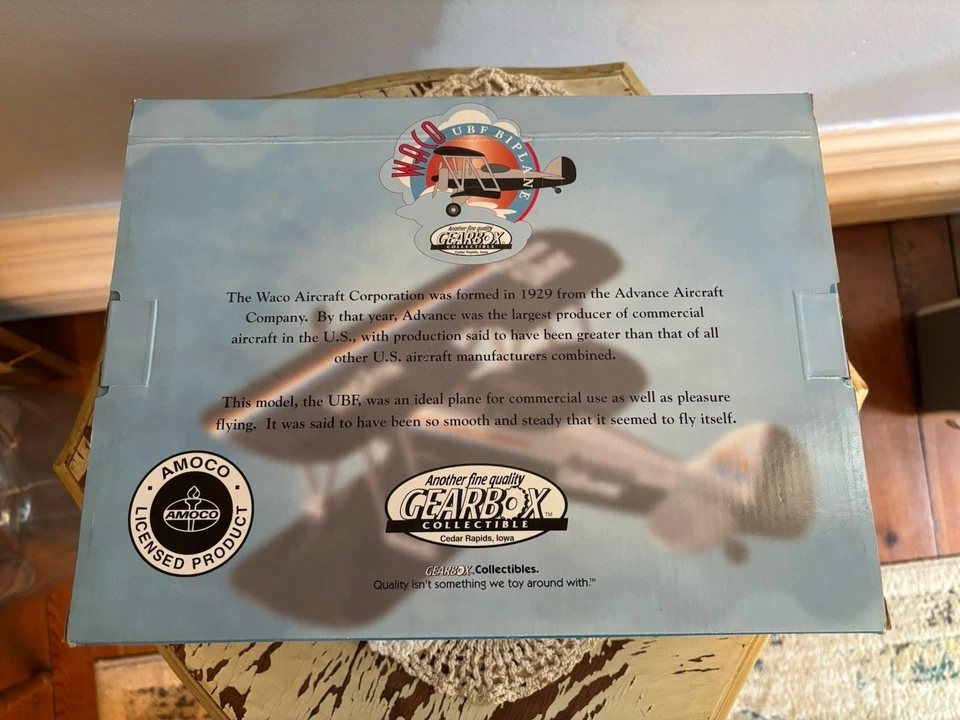 WACO
UBF BIPLANE
Another fine quality
GEARBOX
COLLECTIBLE
Cedar Rapids, Iowa
The Waco Aircraft Corporation was formed in 1929 from the Advance Aircraft
Company. By that year, Advance was the largest producer of commercial
aircraft in the U.S., with production said to have been greater than that of all
other U.S. aircraft manufacturers combined.
This model, the UBF, was an ideal plane for commercial use as well as pleasure
flying. It was said to have been so smooth and steady that it seemed to fly itself.
AMOCO
AMOCO
LICENSED PRODUCT
Another fine quality
GEARBOX™
COLLECTIBLE
Cedar Rapids, Iowa
GEARBOX™ Collectibles.
Quality isn't something we toy around with.™